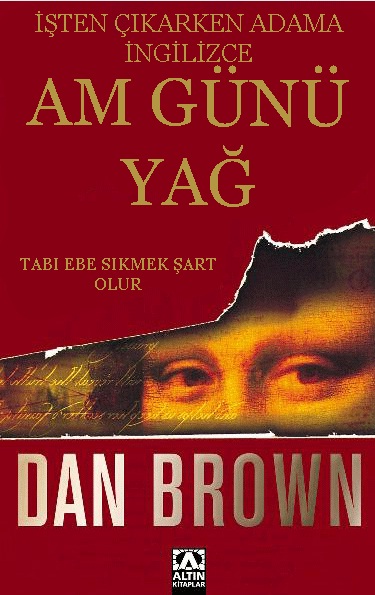 İŞTEN ÇIKARKEN ADAMA
İNGİLİZCE
AM GÜNÜ
YAĞ
TABI EBE SIKMEK ŞART
OLUR
DAN BROWN
ALTIN
KİTAPLAR